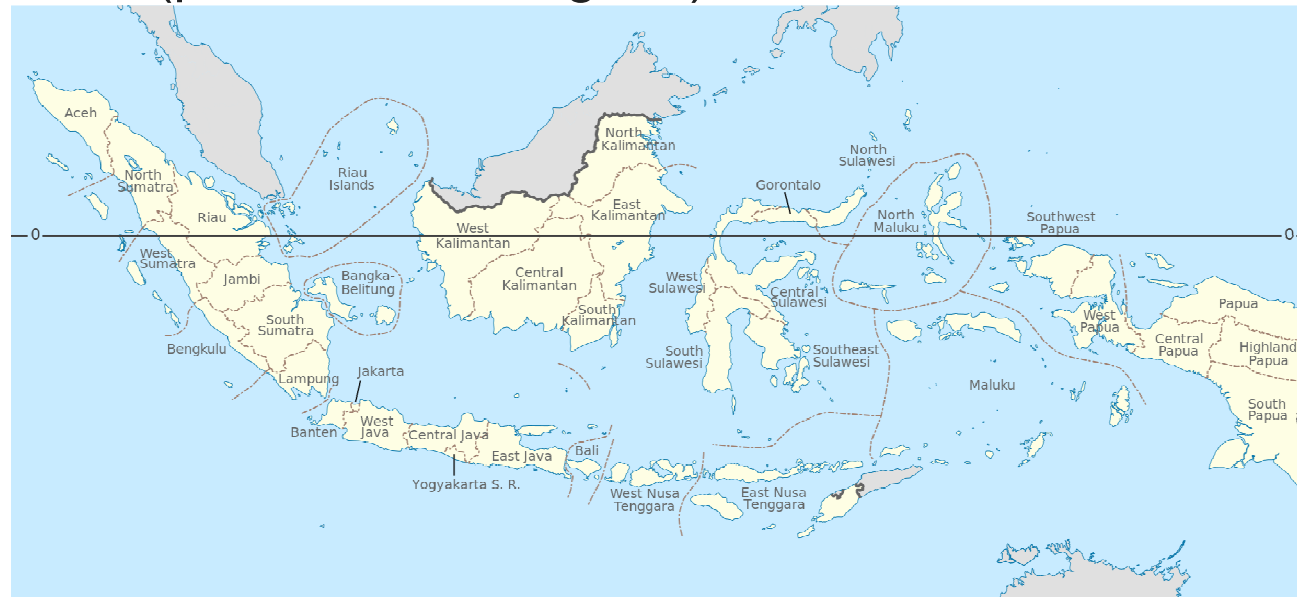 Aceh
North
Sumatra
Riau
Islands
Riau
0
West
Sumatra
Jambi
Bangka-
Belitung
South
Sumatra
Bengkulu
Lampung
Jakarta
Banten
West
Java
Central Java
Yogyakarta S. R.
East Java
Bali
West Nusa
Tenggara
East Nusa
Tenggara
North
Kalimantan
East
Kalimantan
West
Kalimantan
Central
Kalimantan
South
Kalimantan
Gorontalo
North
Sulawesi
West
Sulawesi
Central
Sulawesi
South
Sulawesi
Southeast
Sulawesi
North
Maluku
Maluku
Southwest
Papua
West
Papua
Central
Papua
Papua
Highland
Papua
South
Papua
0